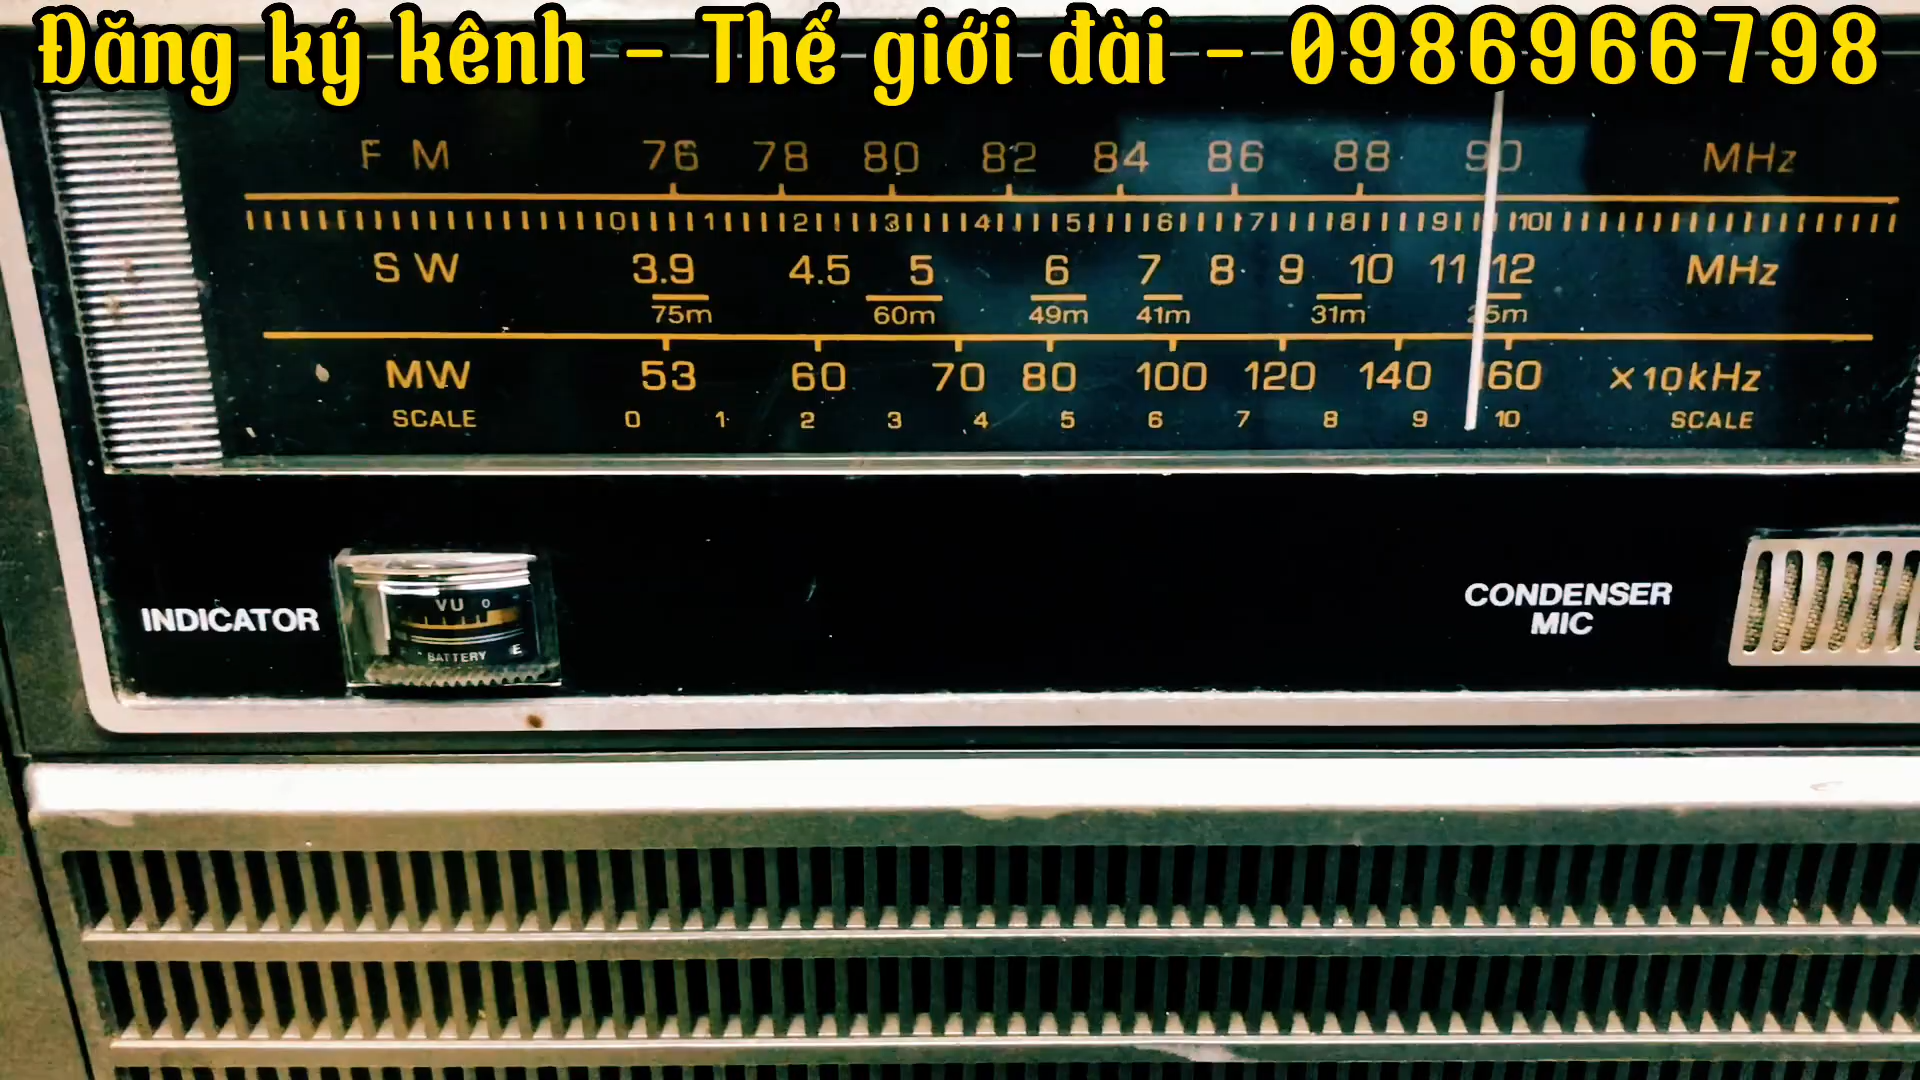 Đăng ký kênh - Thế giới đài - 0986966798
FM 76 78 80 82 84 86 88 90 MHz
0 1 2 3 4 5 6 7 8 9 10
SW 3.9 4.5 5 6 7 8 9 10 11 12 MHz
75m 60m 49m 41m 31m 25m
MW 53 60 70 80 100 120 140 160 ×10kHz
SCALE 0 1 2 3 4 5 6 7 8 9 10 SCALE
INDICATOR
VU 0
BATTERY E
CONDENSER
MIC